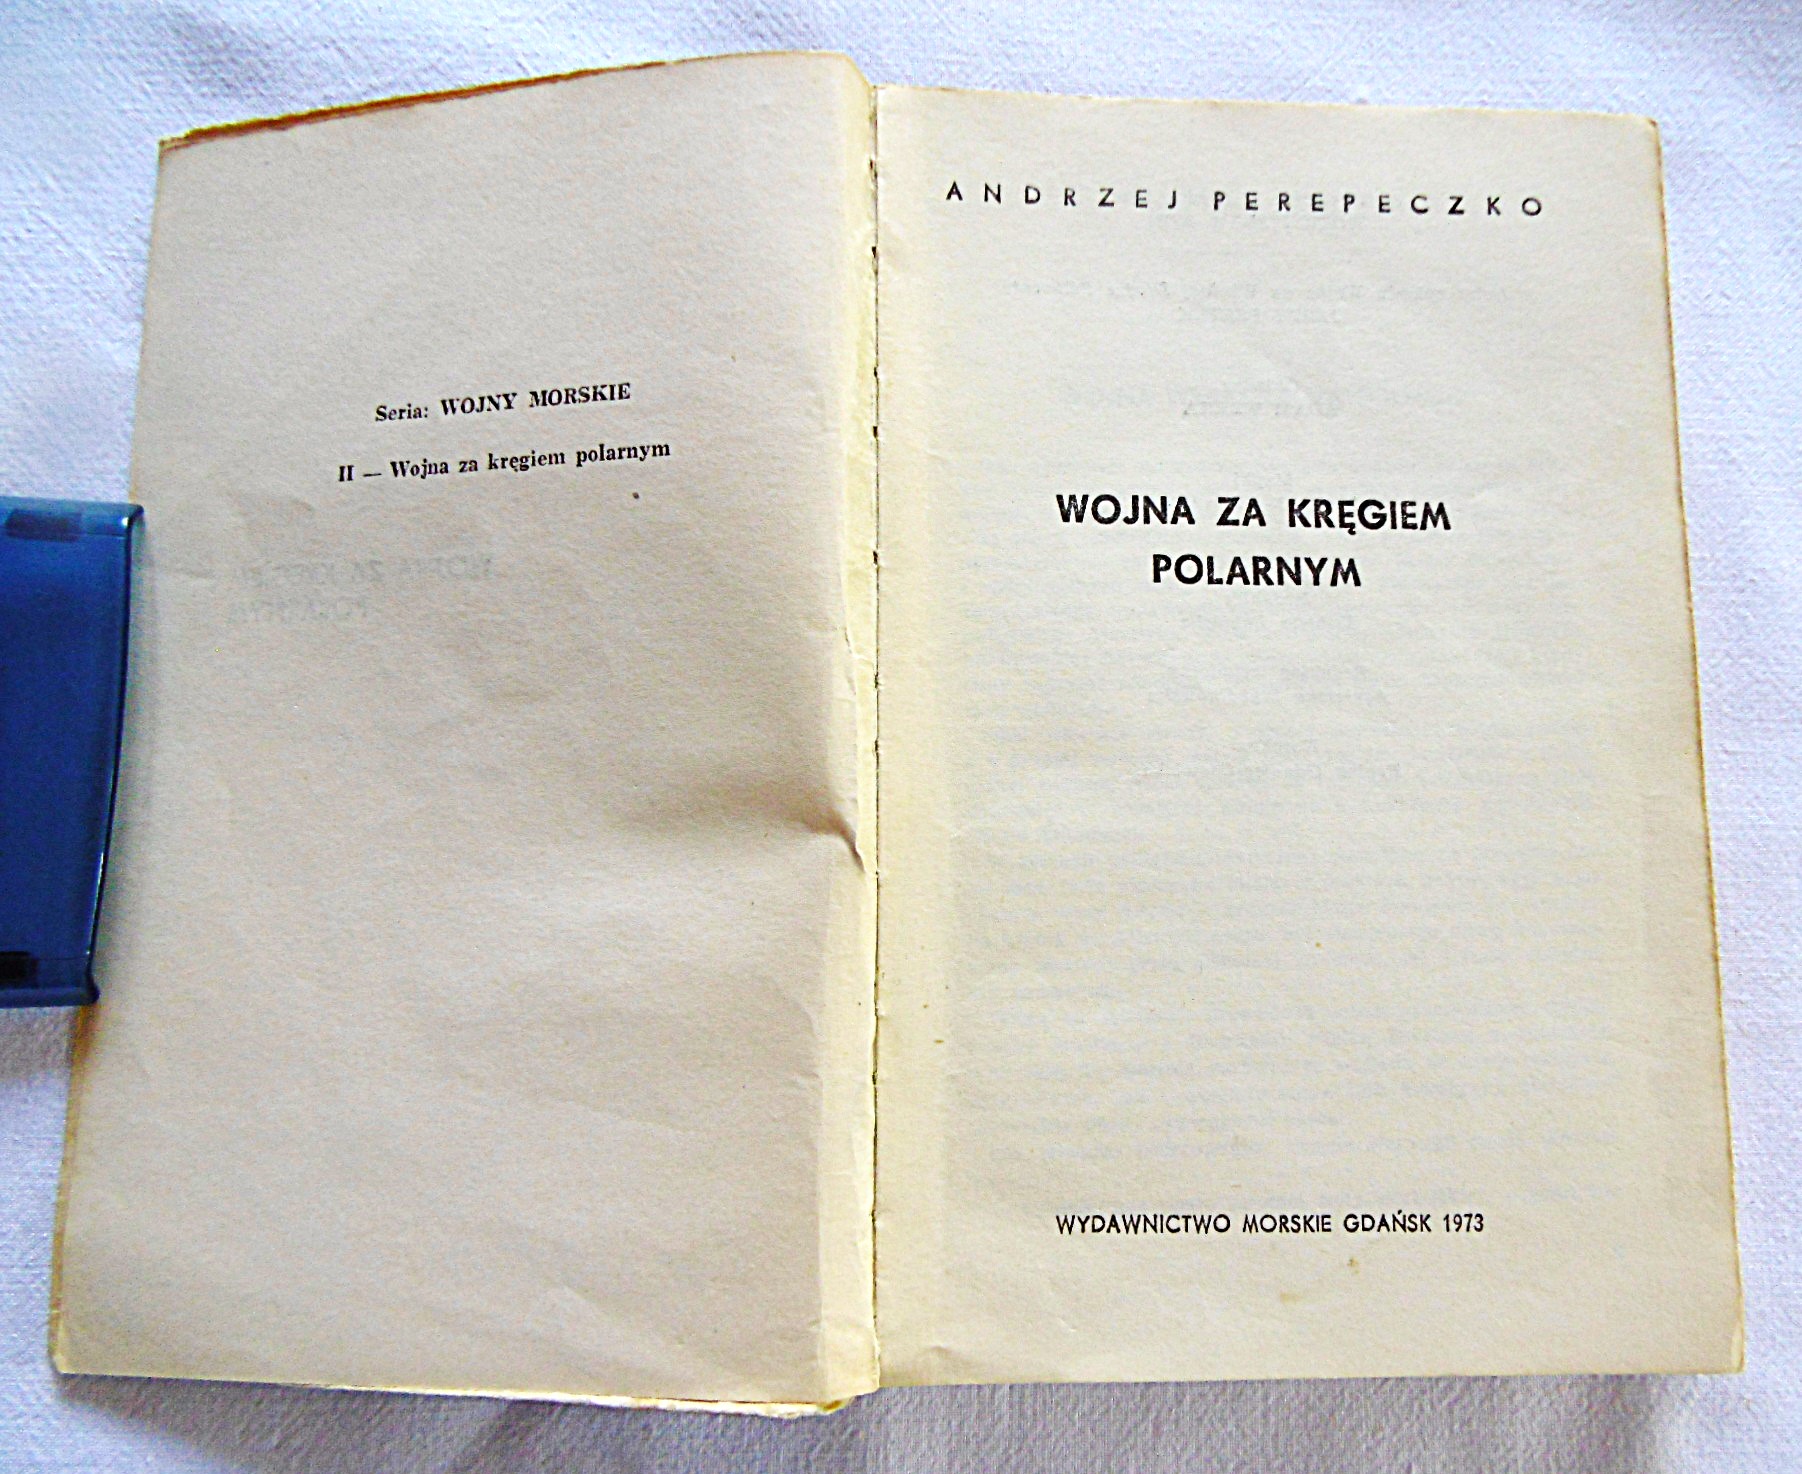 Seria: WOJNY MORSKIE
II — Wojna za kręgiem polarnym
ANDRZEJ PEREPECZKO
WOJNA ZA KRĘGIEM
POLARNYM
WYDAWNICTWO MORSKIE GDAŃSK 1973